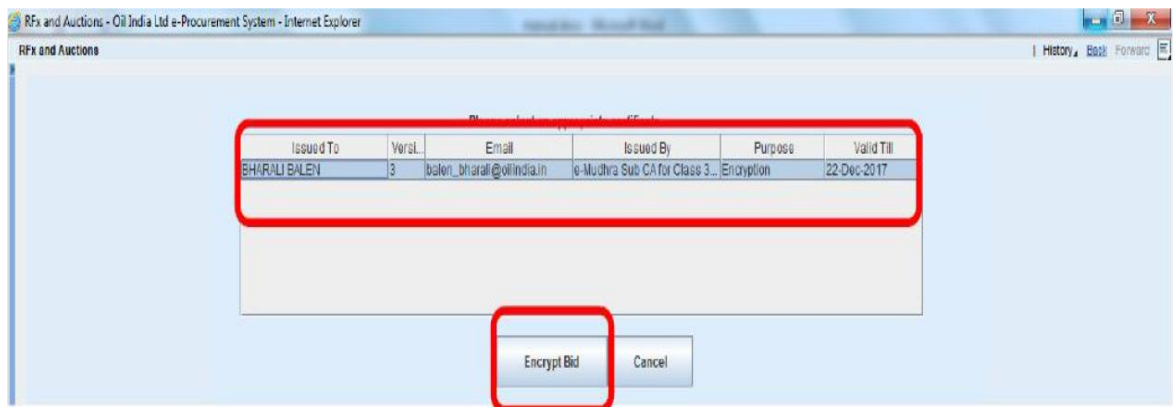 RFx and Auctions - Oil India Ltd e-Procurement System - Internet Explorer
RFx and Auctions | History Back Forward
Issued To Versi... Email Issued By Purpose Valid Till
BHARALI BALEN 3 balen_bharali@oilindia.in e-Mudhra Sub CA for Class 3... Encryption 22-Dec-2017
Encrypt Bid Cancel